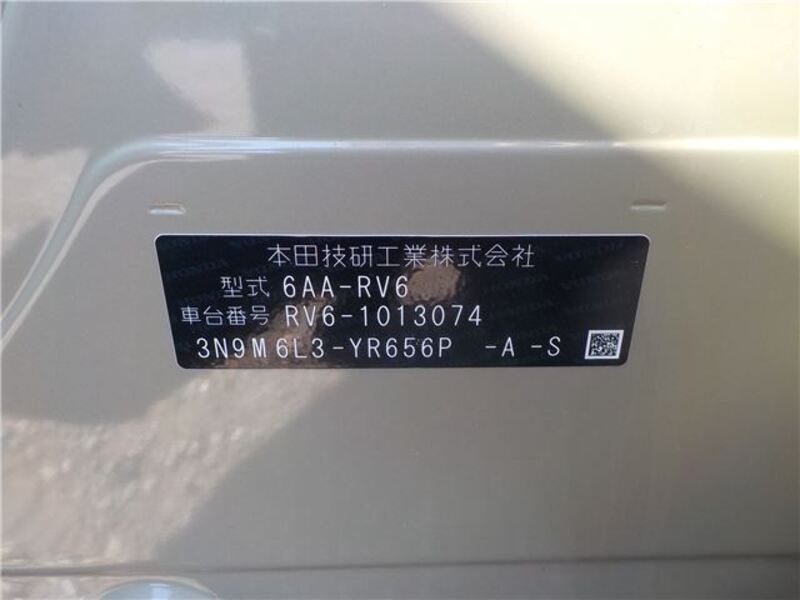 本田技研工業株式会社
型式 6AA-RV6
車台番号 RV6-1013074
3N9M6L3-YR656P -A -S